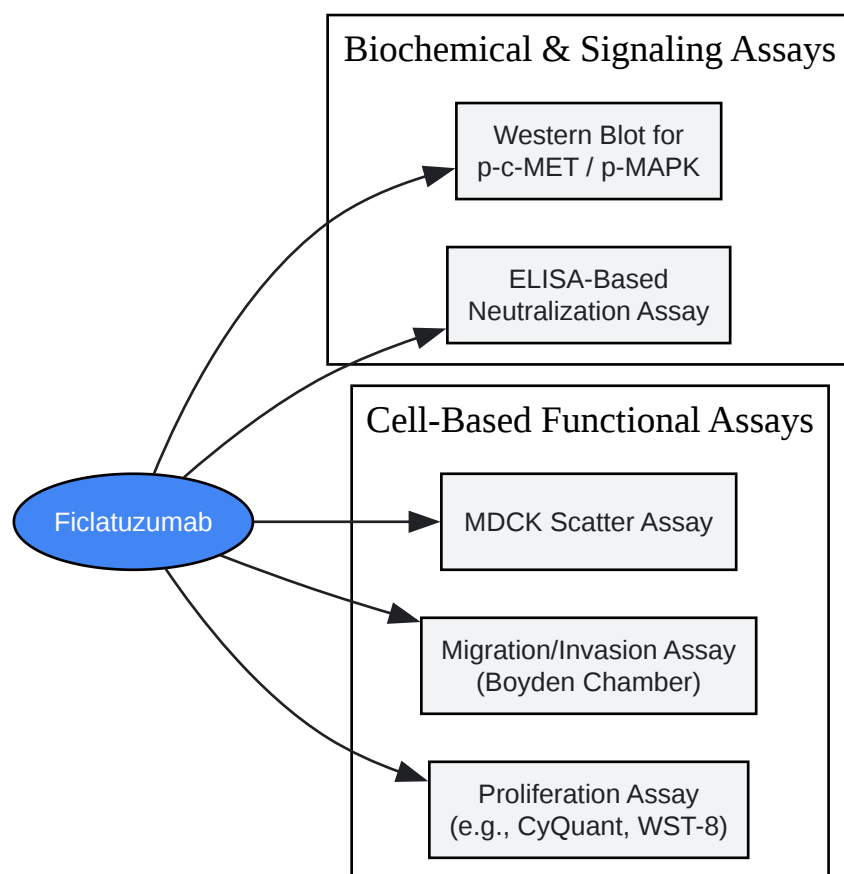 Biochemical & Signaling Assays
Western Blot for
p-c-MET / p-MAPK
ELISA-Based
Neutralization Assay
Cell-Based Functional Assays
Ficlatuzumab
MDCK Scatter Assay
Migration/Invasion Assay
(Boyden Chamber)
Proliferation Assay
(e.g., CyQuant, WST-8)